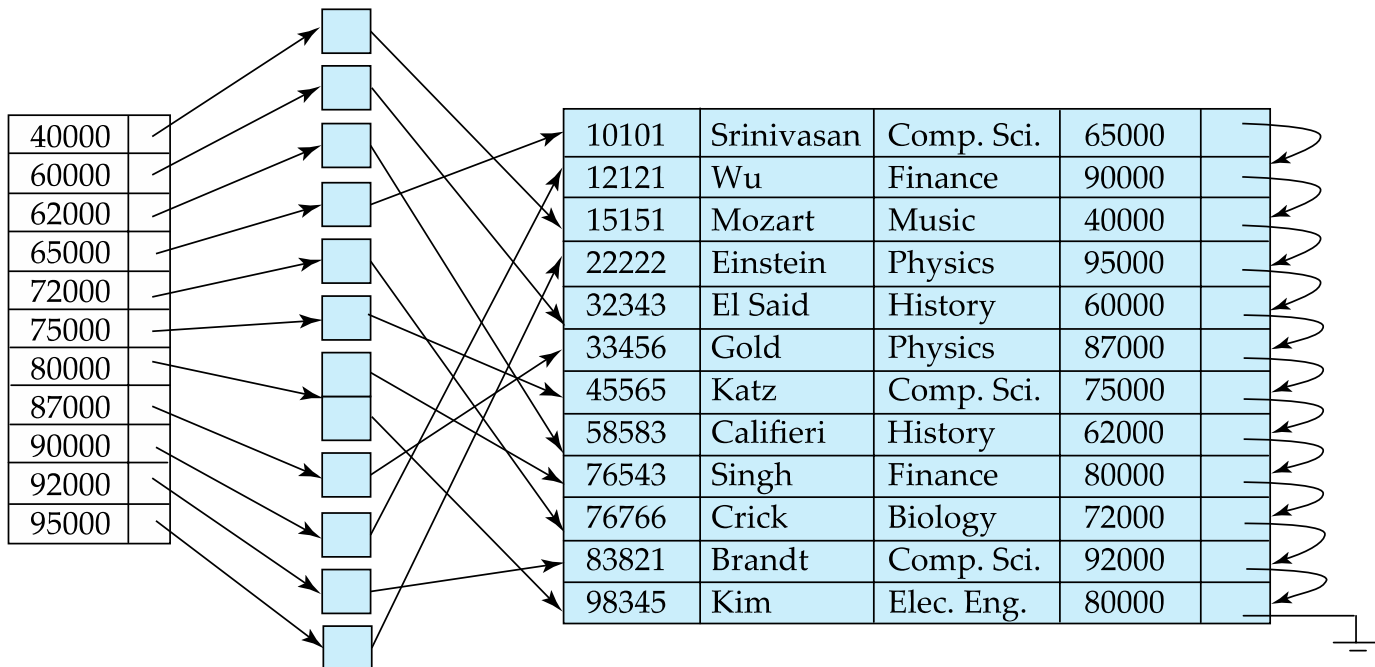 40000
60000
62000
65000
72000
75000
80000
87000
90000
92000
95000
10101 Srinivasan Comp. Sci. 65000
12121 Wu Finance 90000
15151 Mozart Music 40000
22222 Einstein Physics 95000
32343 El Said History 60000
33456 Gold Physics 87000
45565 Katz Comp. Sci. 75000
58583 Califieri History 62000
76543 Singh Finance 80000
76766 Crick Biology 72000
83821 Brandt Comp. Sci. 92000
98345 Kim Elec. Eng. 80000